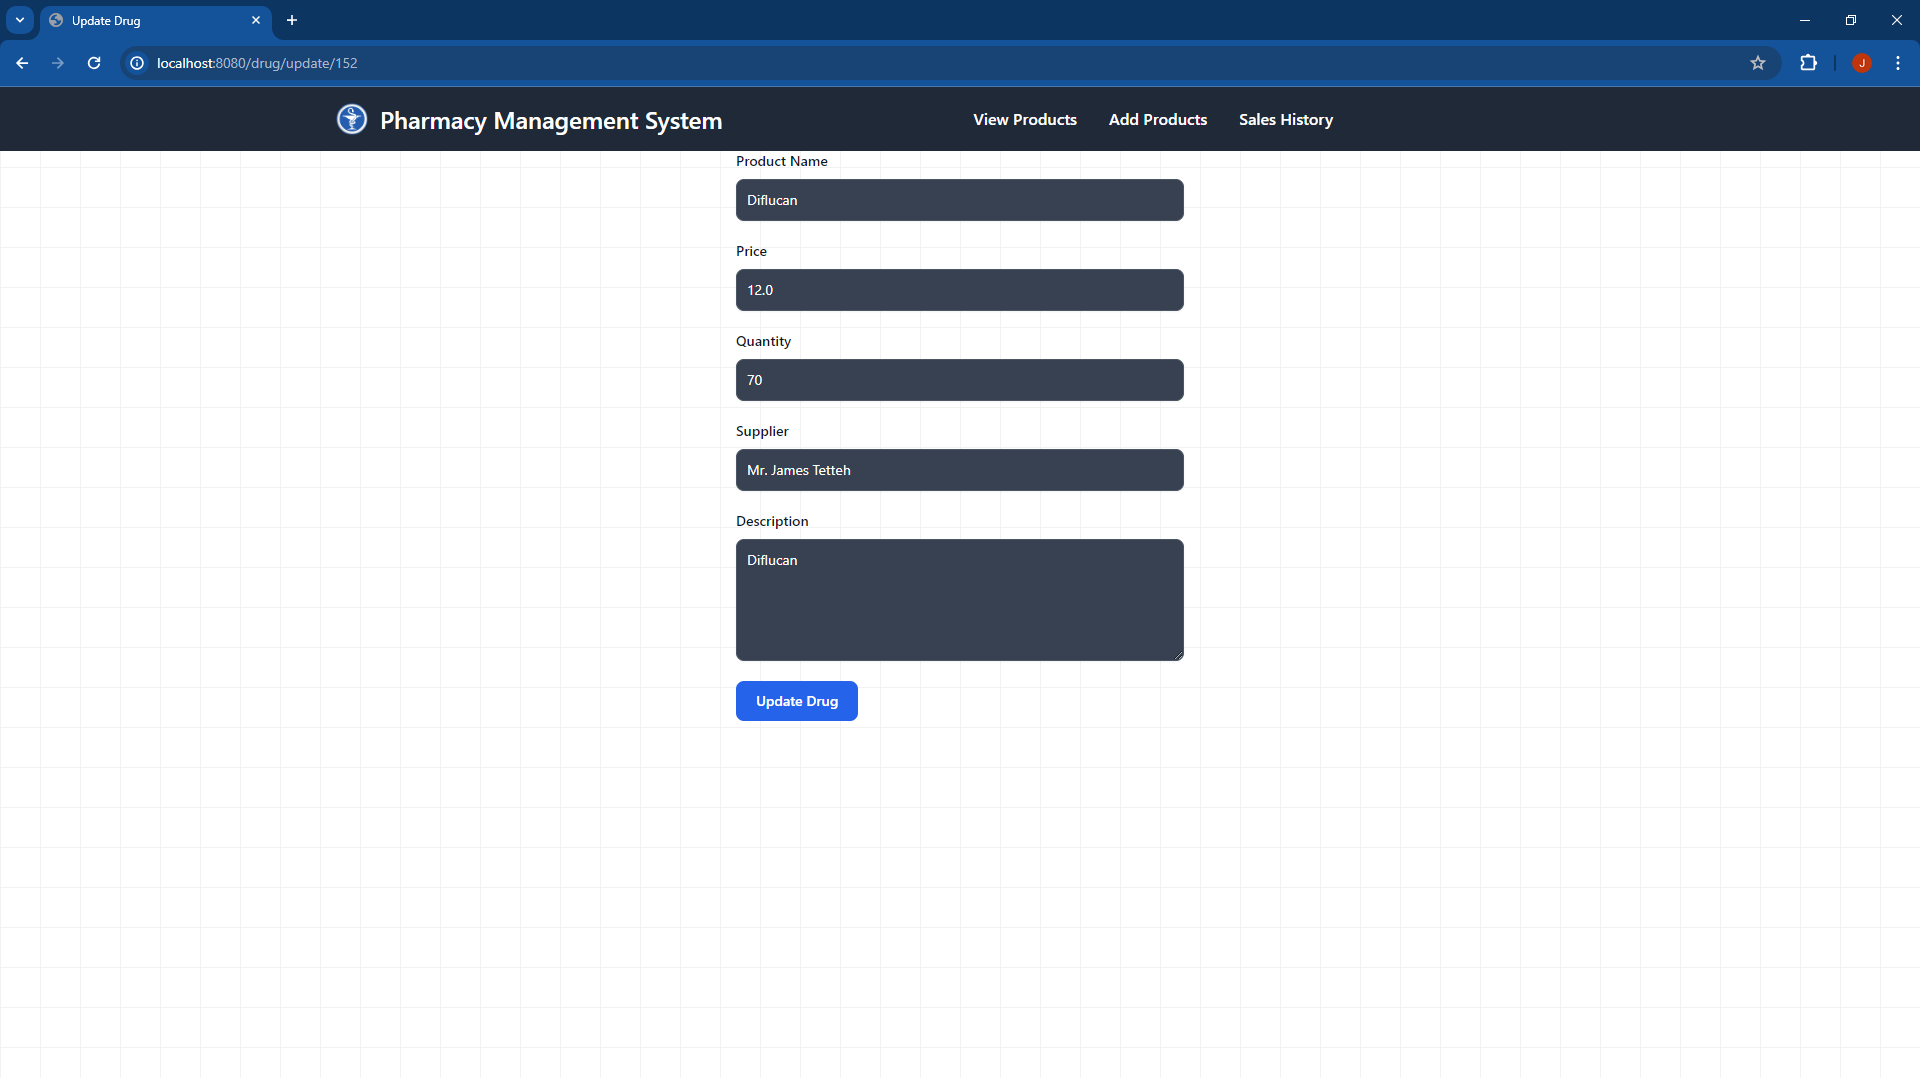 Update Drug
localhost:8080/drug/update/152
J
Pharmacy Management System
View Products
Add Products
Sales History
Product Name
Diflucan
Price
12.0
Quantity
70
Supplier
Mr. James Tetteh
Description
Diflucan
Update Drug